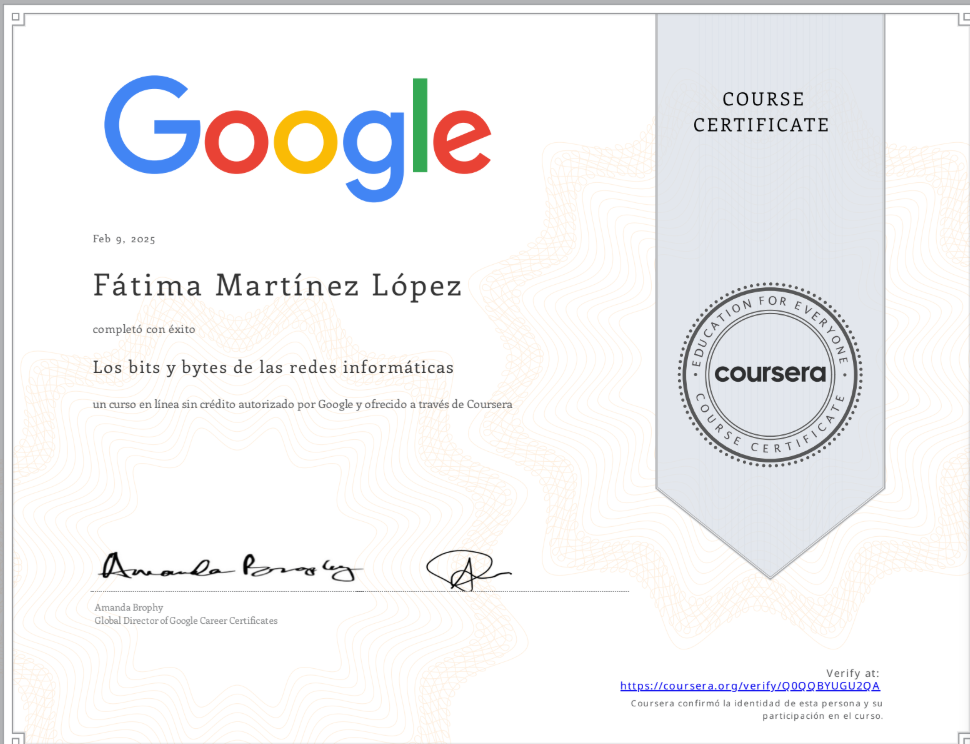 Google
COURSE
CERTIFICATE
Feb 9, 2025
Fátima Martínez López
completó con éxito
Los bits y bytes de las redes informáticas
un curso en línea sin crédito autorizado por Google y ofrecido a través de Coursera
EDUCATION FOR EVERYONE
coursera
COURSE CERTIFICATE
Amanda Brophy
Amanda Brophy
Global Director of Google Career Certificates
Verify at:
https://coursera.org/verify/Q0QQBYUGU2QA
Coursera confirmó la identidad de esta persona y su
participación en el curso.